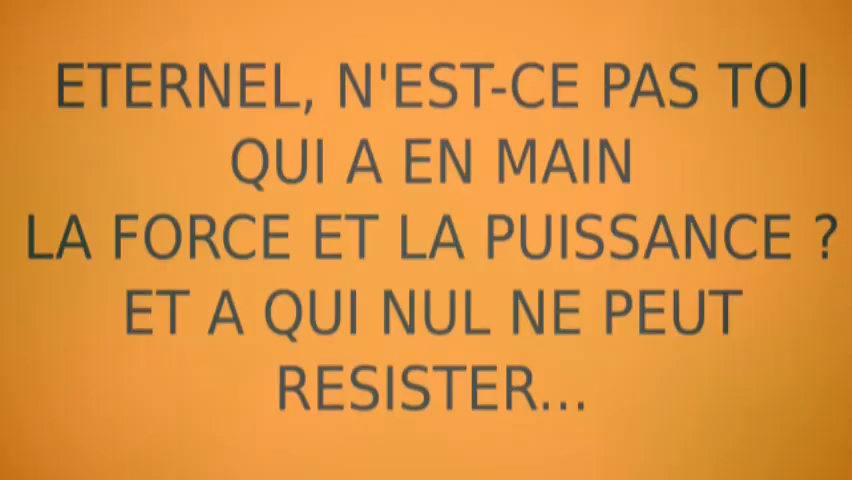 ETERNEL, N'EST-CE PAS TOI
QUI A EN MAIN
LA FORCE ET LA PUISSANCE ?
ET A QUI NUL NE PEUT
RESISTER...